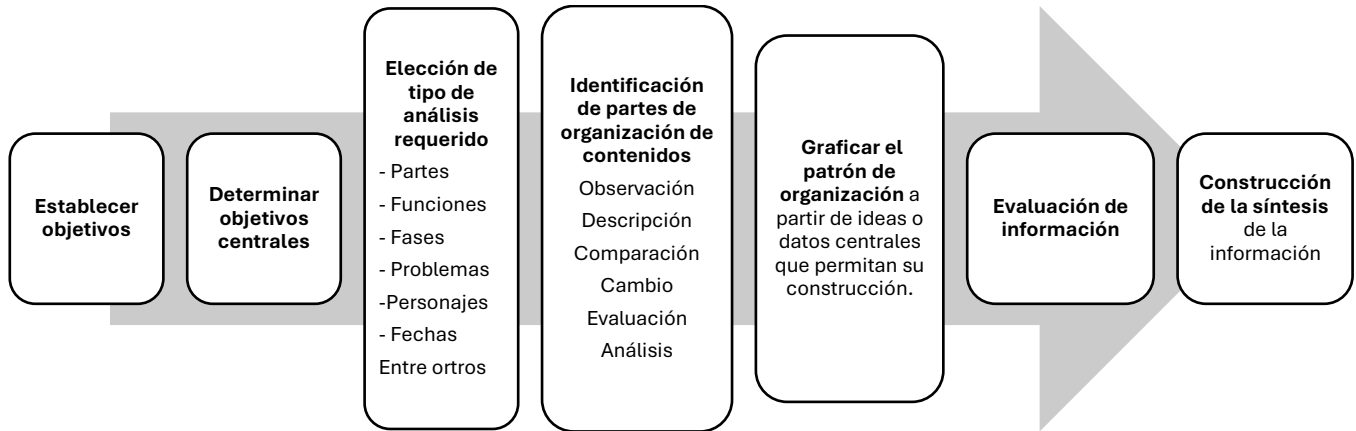 Establecer
objetivos
Determinar
objetivos
centrales
Elección de
tipo de
análisis
requerido
- Partes
- Funciones
- Fases
- Problemas
-Personajes
- Fechas
Entre ortros
Identificación
de partes de
organización de
contenidos
Observación
Descripción
Comparación
Cambio
Evaluación
Análisis
Graficar el
patrón de
organización a
partir de ideas o
datos centrales
que permitan su
construcción.
Evaluación de
información
Construcción
de la síntesis
de la
información